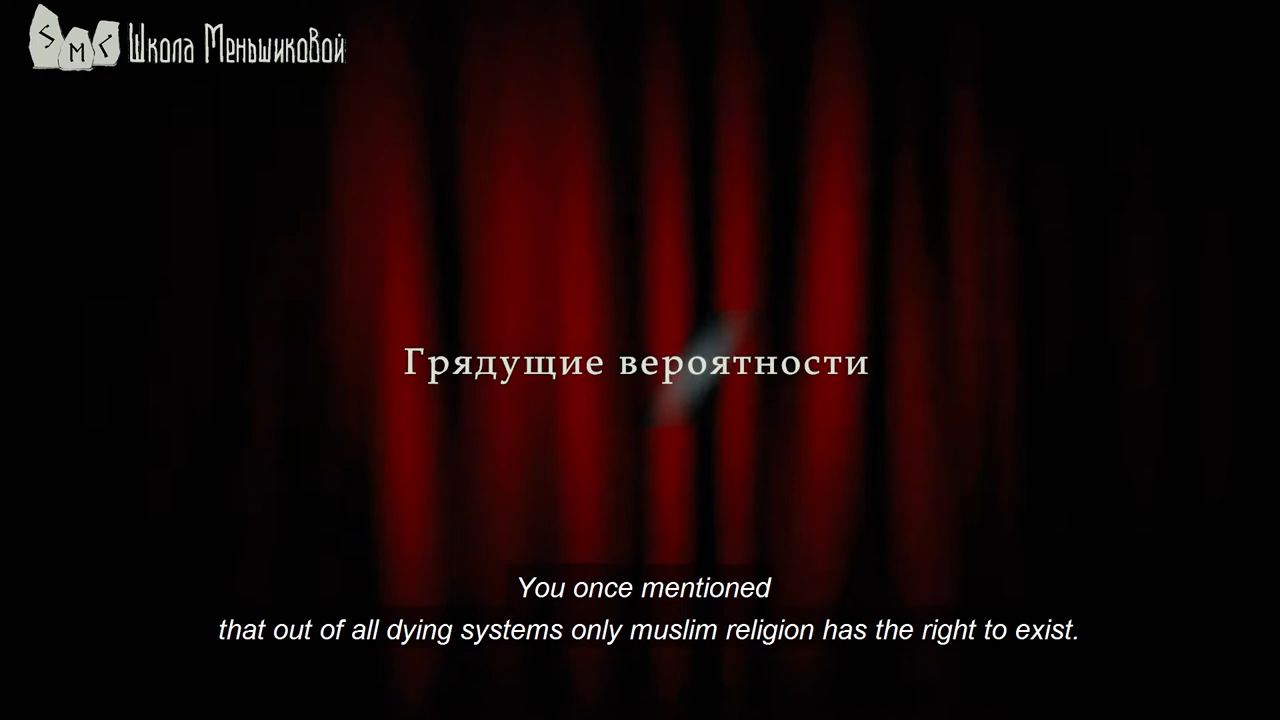 SMS Школа Меньшиковой
Грядущие вероятности
You once mentioned
that out of all dying systems only muslim religion has the right to exist.